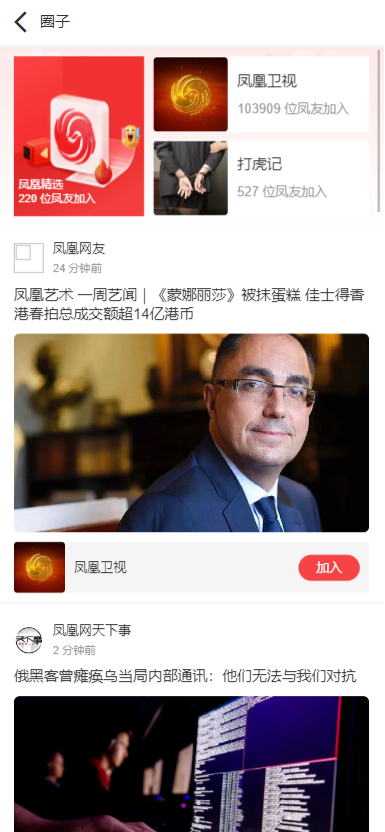 圈子
凤凰精选
220 位凤友加入
凤凰卫视
103909 位凤友加入
打虎记
527 位凤友加入
凤凰网友
24 分钟前
凤凰艺术 一周艺闻 | 《蒙娜丽莎》被抹蛋糕 佳士得香
港春拍总成交额超14亿港币
凤凰卫视
加入
天下事
凤凰网天下事
2 分钟前
俄黑客曾瘫痪乌当局内部通讯：他们无法与我们对抗